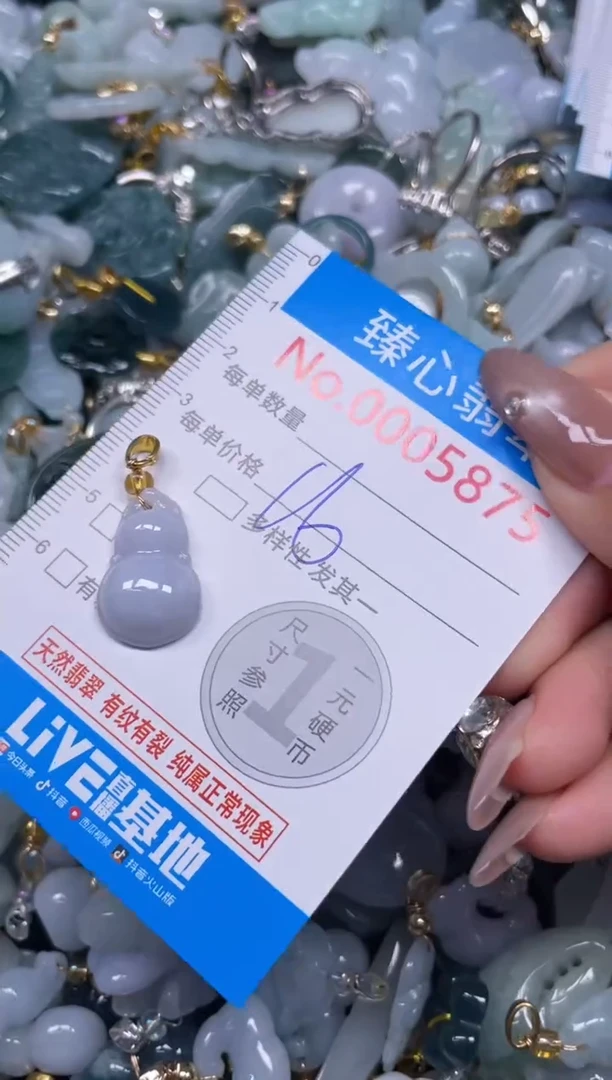 臻心翡
No.0005875
0
1
2
3
5
6
每单数量
每单价格
多样性发其一
有
尺寸参照
1
一元硬币
天然翡翠 有纹有裂 纯属正常现象
LiVE直播基地
今日头条 抖音 西瓜视频 抖音火山版